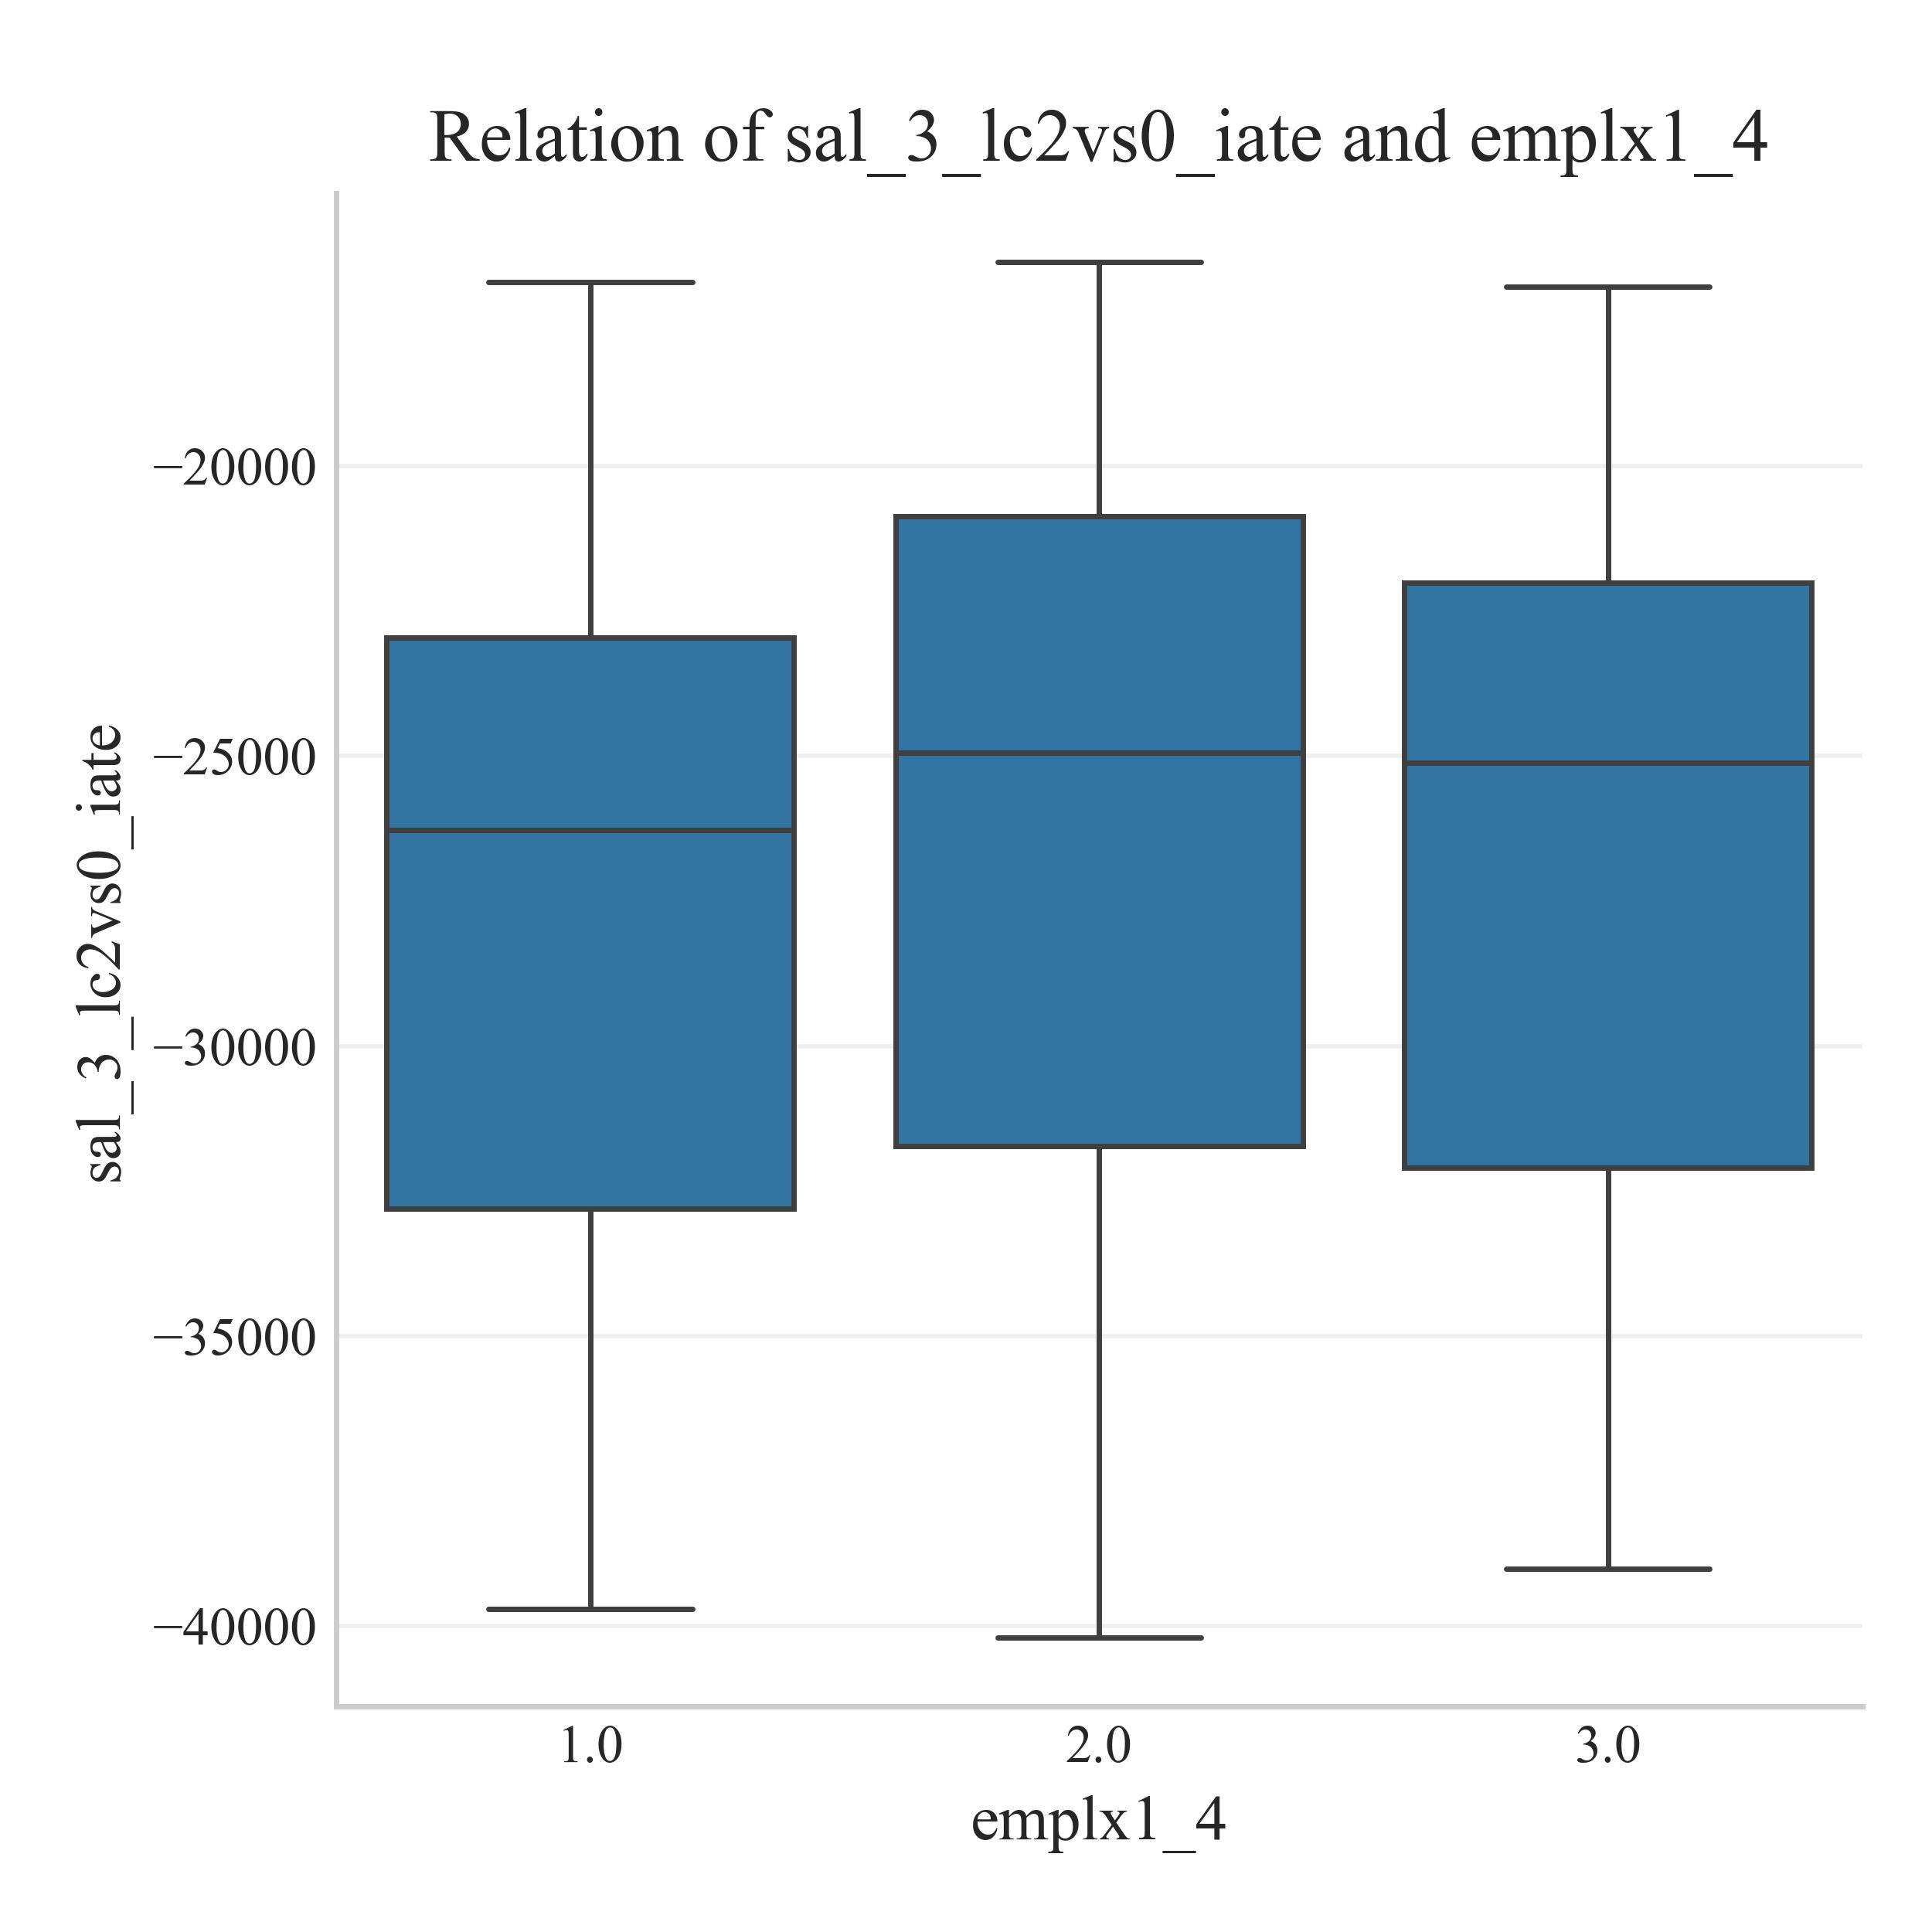 Relation of sal_3_lc2vs0_iate and emplx1_4
sal_3_lc2vs0_iate
−20000
−25000
−30000
−35000
−40000
1.0
2.0
3.0
emplx1_4